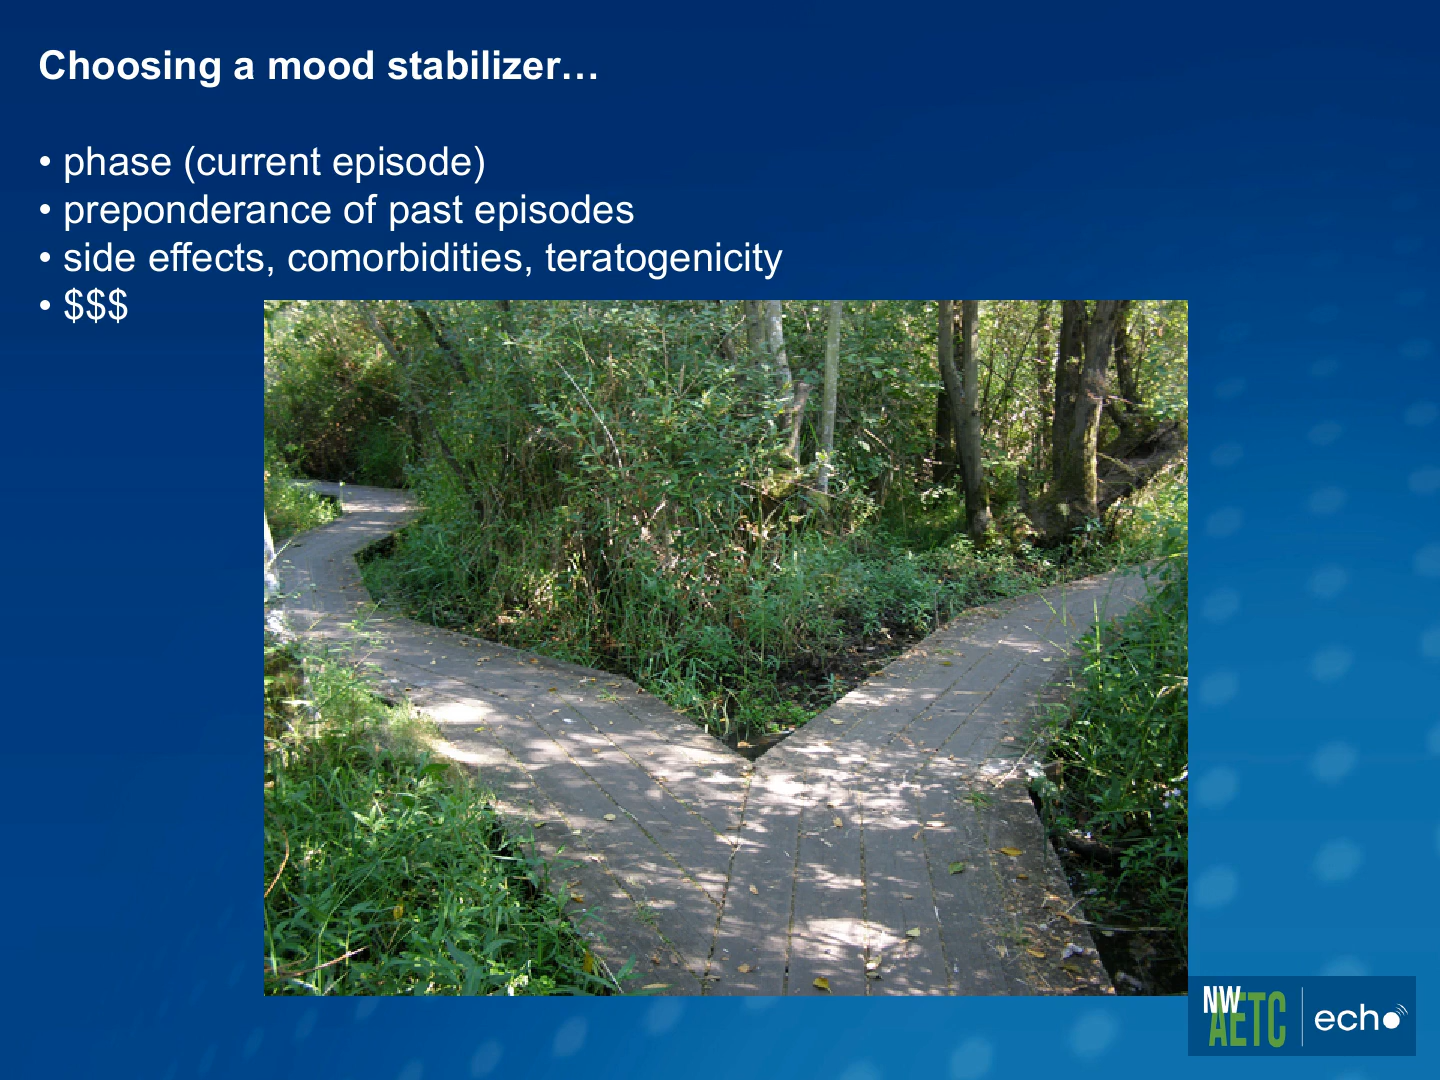 Choosing a mood stabilizer…
• phase (current episode)
• preponderance of past episodes
• side effects, comorbidities, teratogenicity
• $$$
NW
AETC
echo